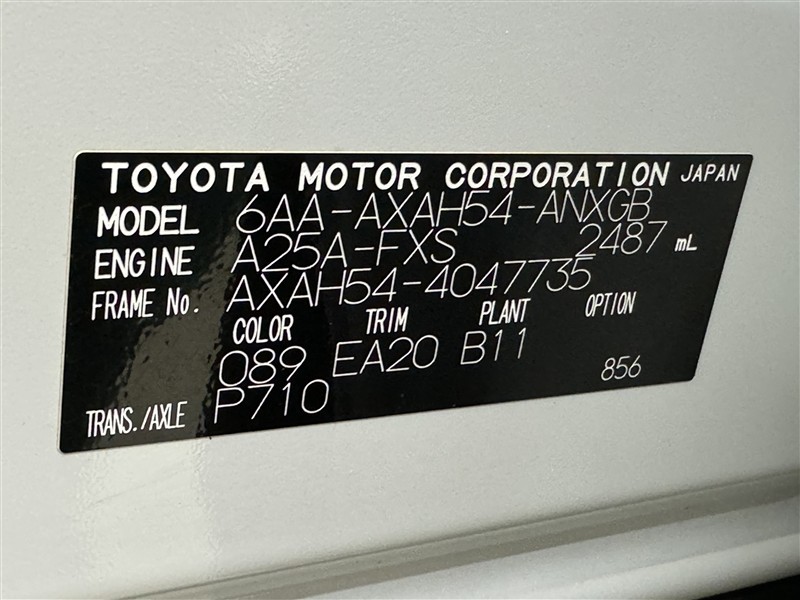 TOYOTA MOTOR CORPORATION JAPAN
MODEL 6AA-AXAH54-ANXGB
ENGINE A25A-FXS 2487 mL
FRAME No. AXAH54-4047735
COLOR TRIM PLANT OPTION
089 EA20 B11 856
TRANS./AXLE P710